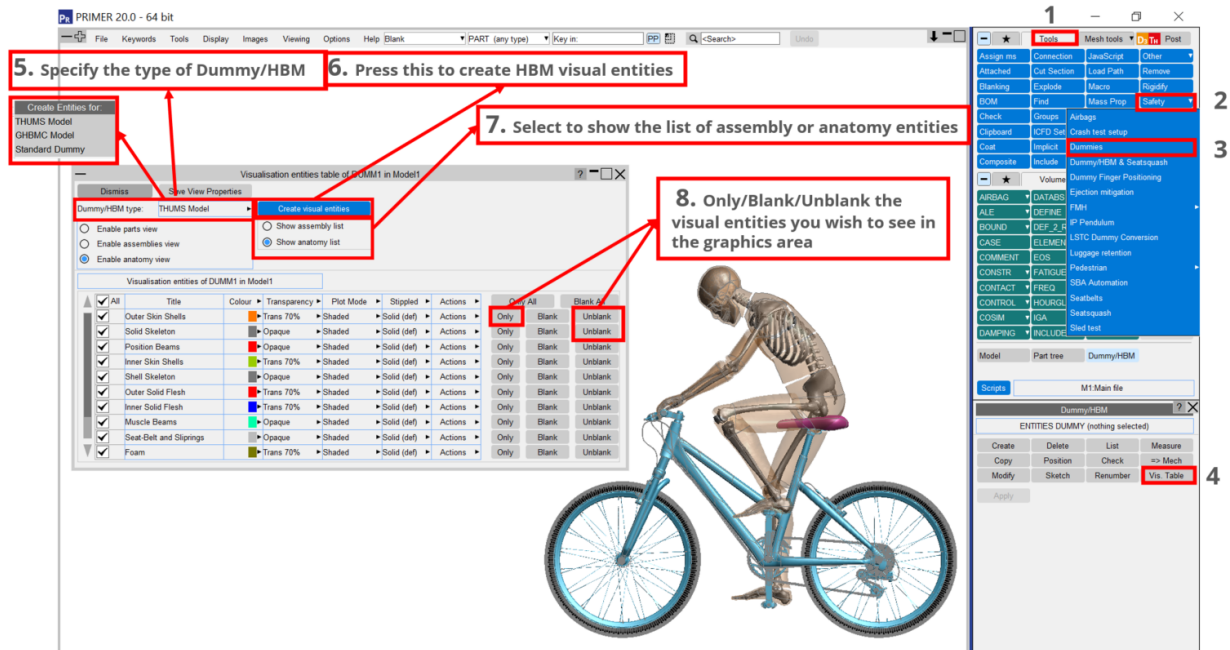 PRIMER 20.0 - 64 bit
1
File Keywords Tools Display Images Viewing Options Help Blank PART (any type) Key in: PP <Search> Undo
Tools Mesh tools D3 TH Post
5. Specify the type of Dummy/HBM
6. Press this to create HBM visual entities
Assign ms Connection JavaScript Other
Attached Cut Section Load Path Remove
Blanking Explode Macro Rigidify
BOM Find Mass Prop Safety
2
Create Entities for:
THUMS Model
GHBMC Model
Standard Dummy
7. Select to show the list of assembly or anatomy entities
Check Groups Airbags
Clipboard ICFD Set Crash test setup
Coat Implicit Dummies
3
Composite Include Dummy/HBM & Seatsquash
Volume Dummy Finger Positioning
AIRBAG DATABS Ejection mitigation
ALE DEFINE FMH
BOUND DEF_2_R IP Pendulum
CASE ELEMEN LSTC Dummy Conversion
COMMENT EOS Luggage retention
CONSTR FATIGUE Pedestrian
CONTACT FREQ SBA Automation
CONTROL HOURGL Seatbelts
COSIM IGA Seatsquash
DAMPING INCLUDE Sled test
Visualisation entities table of DUMM1 in Model1 ?
Dismiss Save View Properties
Dummy/HBM type: THUMS Model Create visual entities
Enable parts view Show assembly list
Enable assemblies view Show anatomy list
Enable anatomy view
8. Only/Blank/Unblank the
visual entities you wish to see in
the graphics area
Visualisation entities of DUMM1 in Model1
All Title Colour Transparency Plot Mode Stippled Actions Only All Blank All
Outer Skin Shells Trans 70% Shaded Solid (def) Actions Only Blank Unblank
Solid Skeleton Opaque Shaded Solid (def) Actions Only Blank Unblank
Position Beams Opaque Shaded Solid (def) Actions Only Blank Unblank
Inner Skin Shells Trans 70% Shaded Solid (def) Actions Only Blank Unblank
Shell Skeleton Opaque Shaded Solid (def) Actions Only Blank Unblank
Outer Solid Flesh Trans 70% Shaded Solid (def) Actions Only Blank Unblank
Inner Solid Flesh Trans 70% Shaded Solid (def) Actions Only Blank Unblank
Muscle Beams Opaque Shaded Solid (def) Actions Only Blank Unblank
Seat-Belt and Sliprings Opaque Shaded Solid (def) Actions Only Blank Unblank
Foam Trans 70% Shaded Solid (def) Actions Only Blank Unblank
Model Part tree Dummy/HBM
Scripts M1:Main file
Dummy/HBM ?
ENTITIES DUMMY (nothing selected)
Create Delete List Measure
Copy Position Check => Mech
Modify Sketch Renumber Vis. Table
4
Apply